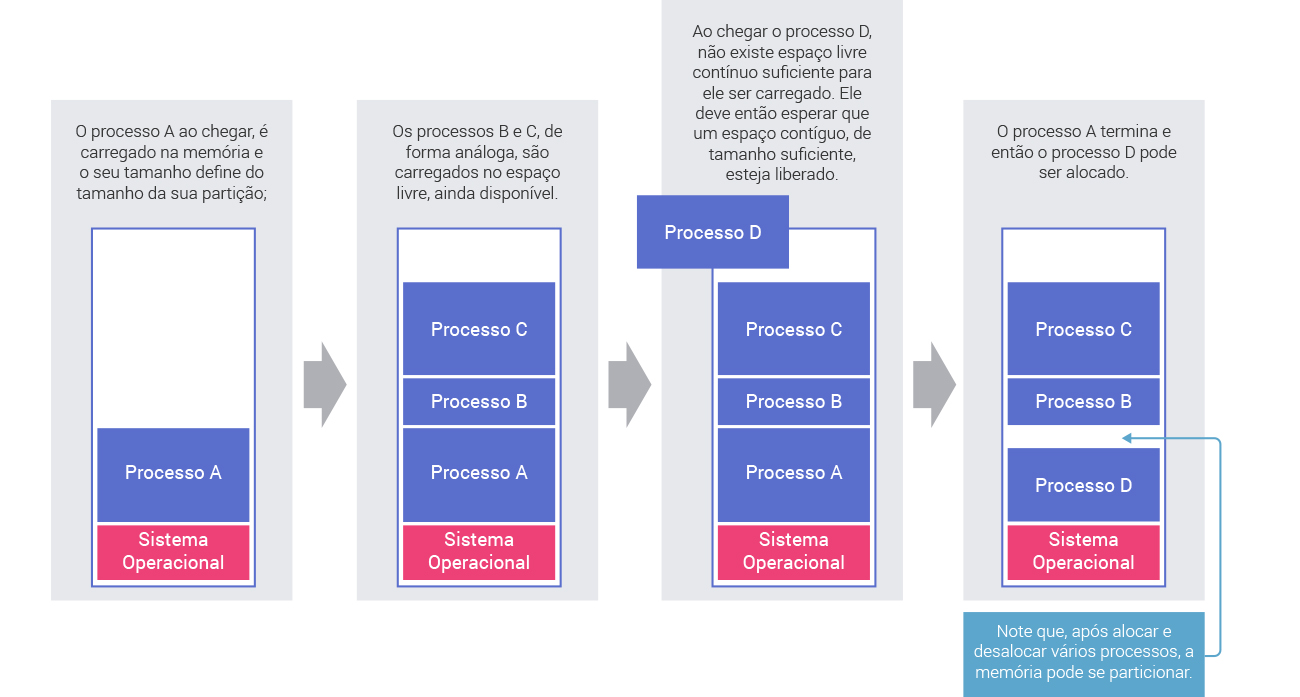 O processo A ao chegar, é
carregado na memória e
o seu tamanho define do
tamanho da sua partição;
Processo A
Sistema
Operacional
Os processos B e C, de
forma análoga, são
carregados no espaço
livre, ainda disponível.
Processo C
Processo B
Processo A
Sistema
Operacional
Ao chegar o processo D,
não existe espaço livre
contínuo suficiente para
ele ser carregado. Ele
deve então esperar que
um espaço contíguo, de
tamanho suficiente,
esteja liberado.
Processo D
Processo C
Processo B
Processo A
Sistema
Operacional
O processo A termina e
então o processo D pode
ser alocado.
Processo C
Processo B
Processo D
Sistema
Operacional
Note que, após alocar e
desalocar vários processos, a
memória pode se particionar.